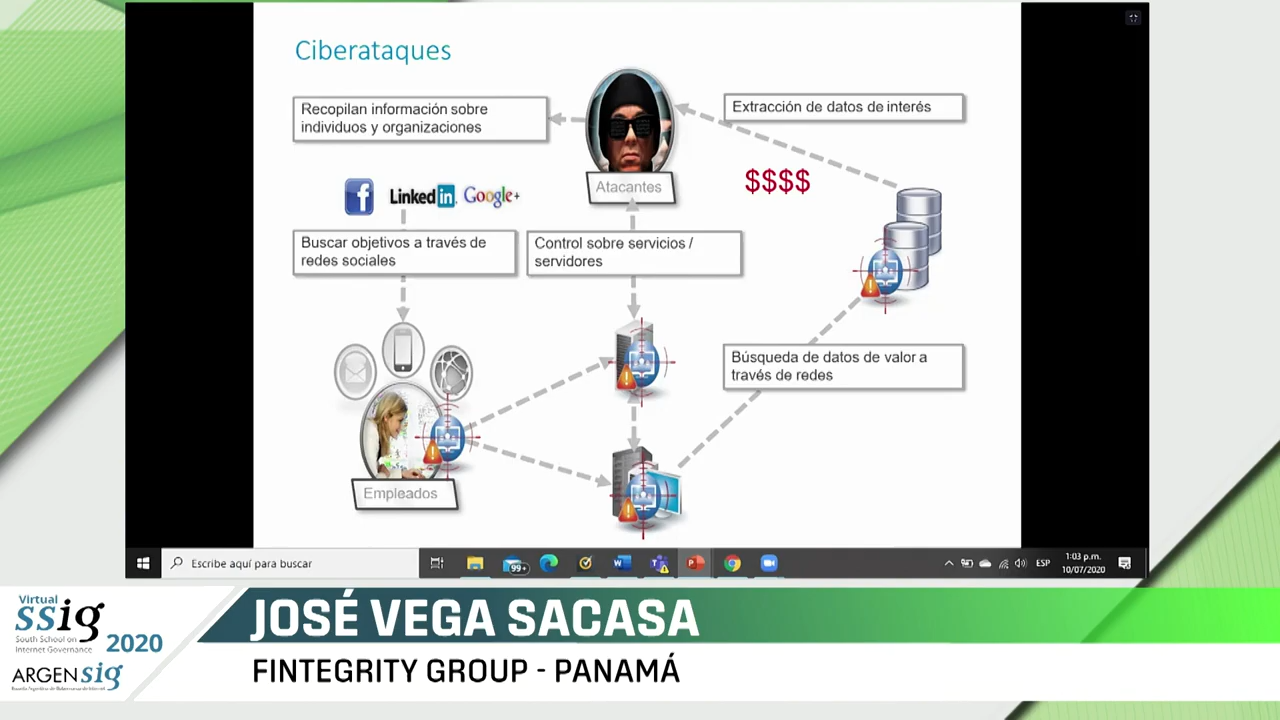 Ciberataques
Recopilan información sobre
individuos y organizaciones
Extracción de datos de interés
Atacantes
$$$$
LinkedIn
Google+
Buscar objetivos a través de
redes sociales
Control sobre servicios /
servidores
Búsqueda de datos de valor a
través de redes
Empleados
Escribe aquí para buscar
99+
ESP
1:03 p.m.
10/07/2020
Virtual
ssig
South School on
Internet Governance
2020
ARGENsig
JOSÉ VEGA SACASA
FINTEGRITY GROUP - PANAMÁ